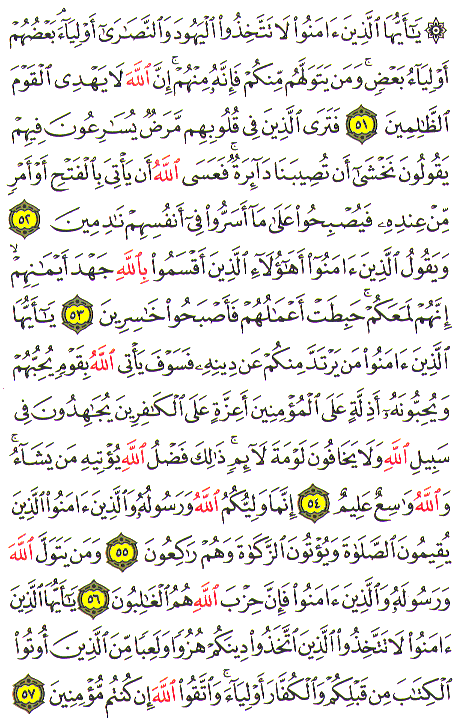 ۞ يَـٰٓأَيُّهَا ٱلَّذِينَ ءَامَنُوا۟ لَا تَتَّخِذُوا۟ ٱلْيَهُودَ وَٱلنَّصَـٰرَىٰٓ أَوْلِيَآءَ ۘ بَعْضُهُمْ
أَوْلِيَآءُ بَعْضٍ ۚ وَمَن يَتَوَلَّهُم مِّنكُمْ فَإِنَّهُۥ مِنْهُمْ ۗ إِنَّ ٱللَّهَ لَا يَهْدِى ٱلْقَوْمَ
ٱلظَّـٰلِمِينَ ٥١ فَتَرَى ٱلَّذِينَ فِى قُلُوبِهِم مَّرَضٌ يُسَـٰرِعُونَ فِيهِمْ
يَقُولُونَ نَخْشَىٰٓ أَن تُصِيبَنَا دَآئِرَةٌ ۚ فَعَسَى ٱللَّهُ أَن يَأْتِىَ بِٱلْفَتْحِ أَوْ أَمْرٍ
مِّنْ عِندِهِۦ فَيُصْبِحُوا۟ عَلَىٰ مَآ أَسَرُّوا۟ فِىٓ أَنفُسِهِمْ نَـٰدِمِينَ ٥٢
وَيَقُولُ ٱلَّذِينَ ءَامَنُوٓا۟ أَهَـٰٓؤُلَآءِ ٱلَّذِينَ أَقْسَمُوا۟ بِٱللَّهِ جَهْدَ أَيْمَـٰنِهِمْ ۙ
إِنَّهُمْ لَمَعَكُمْ ۚ حَبِطَتْ أَعْمَـٰلُهُمْ فَأَصْبَحُوا۟ خَـٰسِرِينَ ٥٣ يَـٰٓأَيُّهَا
ٱلَّذِينَ ءَامَنُوا۟ مَن يَرْتَدَّ مِنكُمْ عَن دِينِهِۦ فَسَوْفَ يَأْتِى ٱللَّهُ بِقَوْمٍ يُحِبُّهُمْ
وَيُحِبُّونَهُۥٓ أَذِلَّةٍ عَلَى ٱلْمُؤْمِنِينَ أَعِزَّةٍ عَلَى ٱلْكَـٰفِرِينَ يُجَـٰهِدُونَ فِى
سَبِيلِ ٱللَّهِ وَلَا يَخَافُونَ لَوْمَةَ لَآئِمٍ ۚ ذَٰلِكَ فَضْلُ ٱللَّهِ يُؤْتِيهِ مَن يَشَآءُ ۚ
وَٱللَّهُ وَٰسِعٌ عَلِيمٌ ٥٤ إِنَّمَا وَلِيُّكُمُ ٱللَّهُ وَرَسُولُهُۥ وَٱلَّذِينَ ءَامَنُوا۟ ٱلَّذِينَ
يُقِيمُونَ ٱلصَّلَوٰةَ وَيُؤْتُونَ ٱلزَّكَوٰةَ وَهُمْ رَٰكِعُونَ ٥٥ وَمَن يَتَوَلَّ ٱللَّهَ
وَرَسُولَهُۥ وَٱلَّذِينَ ءَامَنُوا۟ فَإِنَّ حِزْبَ ٱللَّهِ هُمُ ٱلْغَـٰلِبُونَ ٥٦ يَـٰٓأَيُّهَا ٱلَّذِينَ
ءَامَنُوا۟ لَا تَتَّخِذُوا۟ ٱلَّذِينَ ٱتَّخَذُوا۟ دِينَكُمْ هُزُوًا وَلَعِبًا مِّنَ ٱلَّذِينَ أُوتُوا۟
ٱلْكِتَـٰبَ مِن قَبْلِكُمْ وَٱلْكُفَّارَ أَوْلِيَآءَ ۚ وَٱتَّقُوا۟ ٱللَّهَ إِن كُنتُم مُّؤْمِنِينَ ٥٧